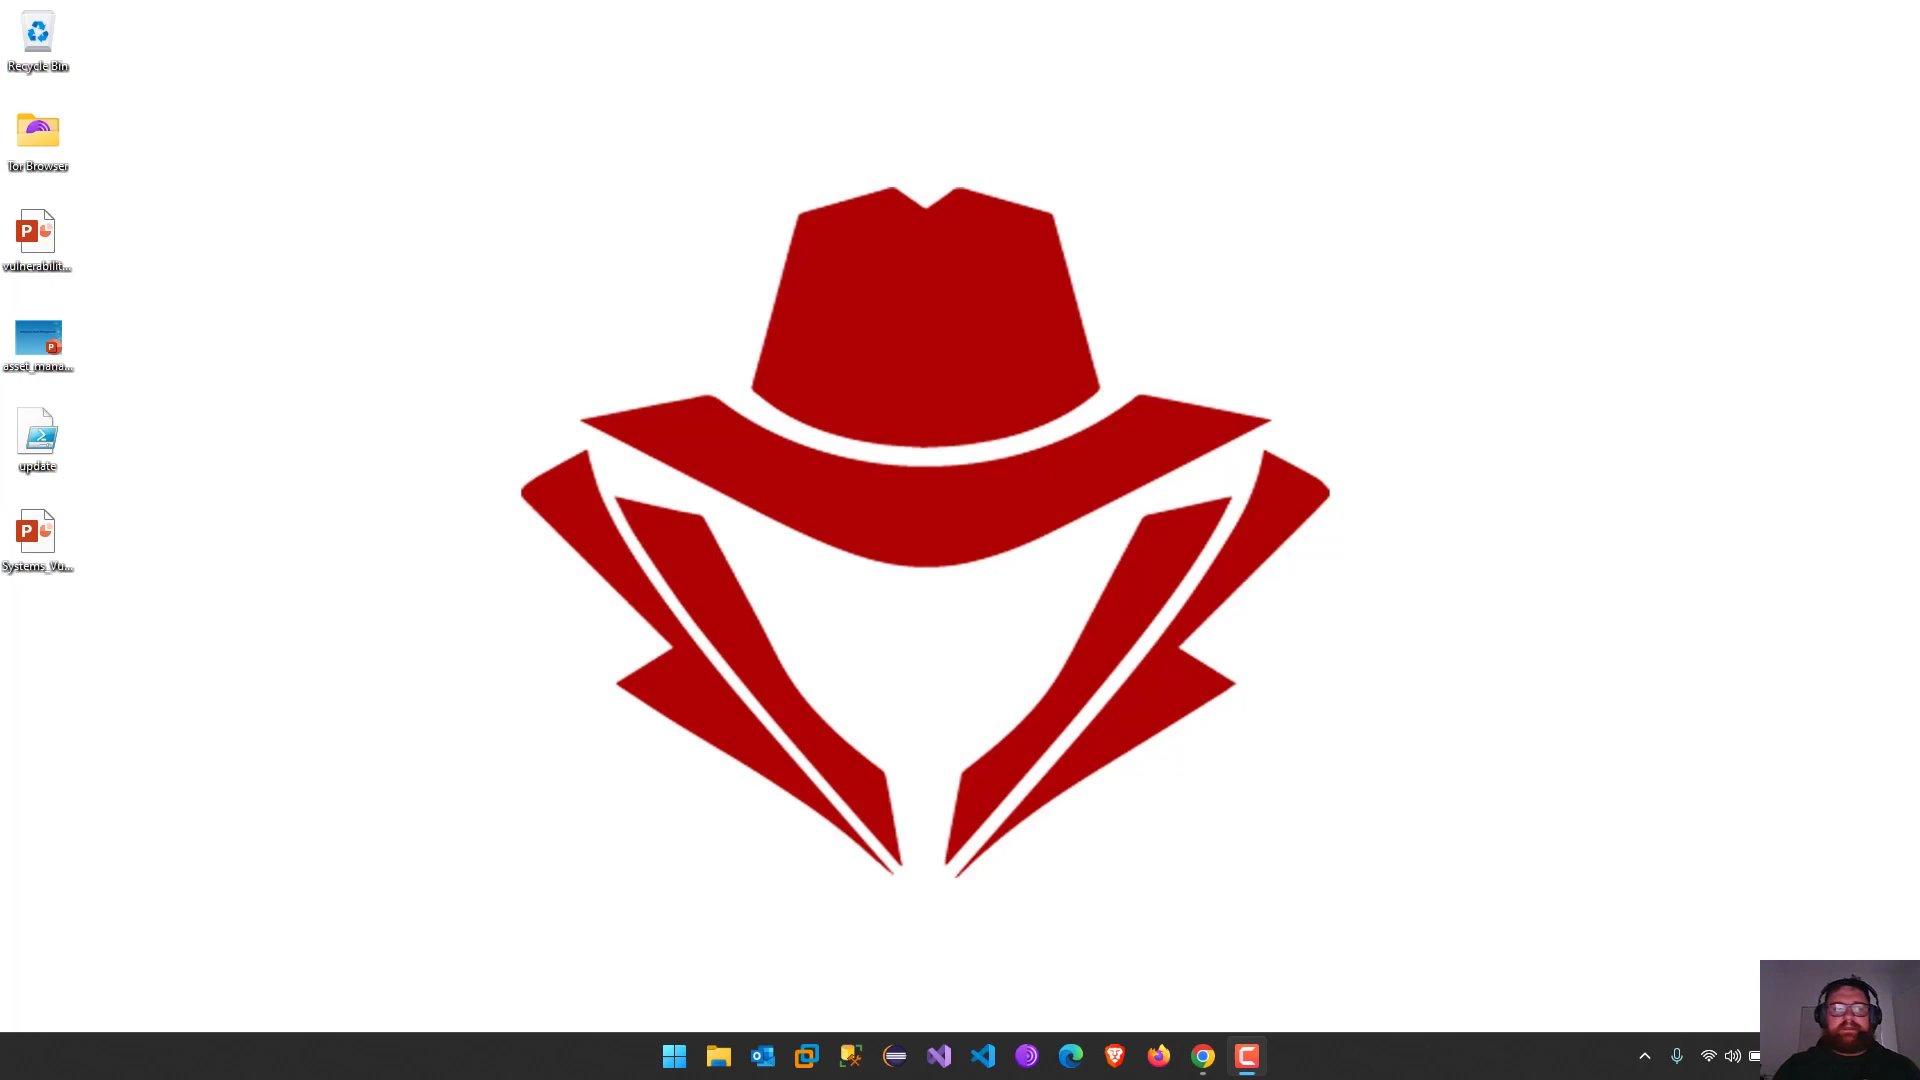 Recycle Bin
Tor Browser
vulnerabilit...
asset_mana...
update
Systems_Vu...